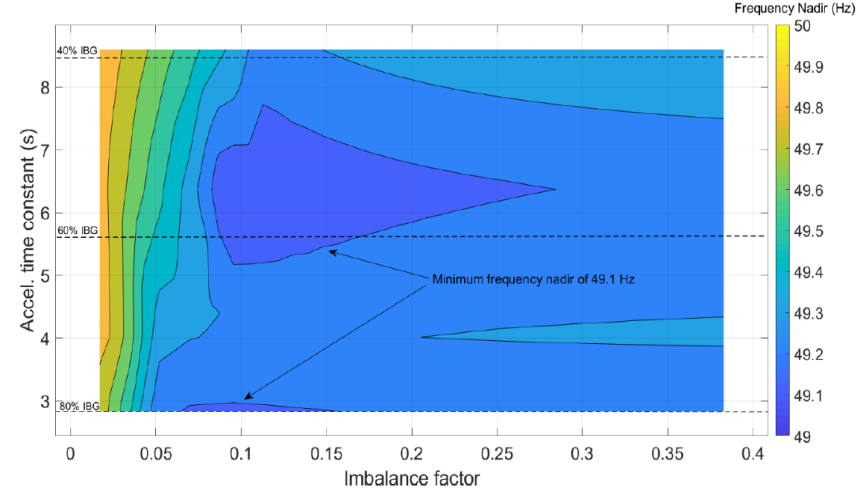 Frequency Nadir (Hz)
50
40% IBG
8
49.9
49.8
7
49.7
Accel. time constant (s)
49.6
6
60% IBG
49.5
5
Minimum frequency nadir of 49.1 Hz
49.4
49.3
4
49.2
3
80% IBG
49.1
49
0 0.05 0.1 0.15 0.2 0.25 0.3 0.35 0.4
Imbalance factor